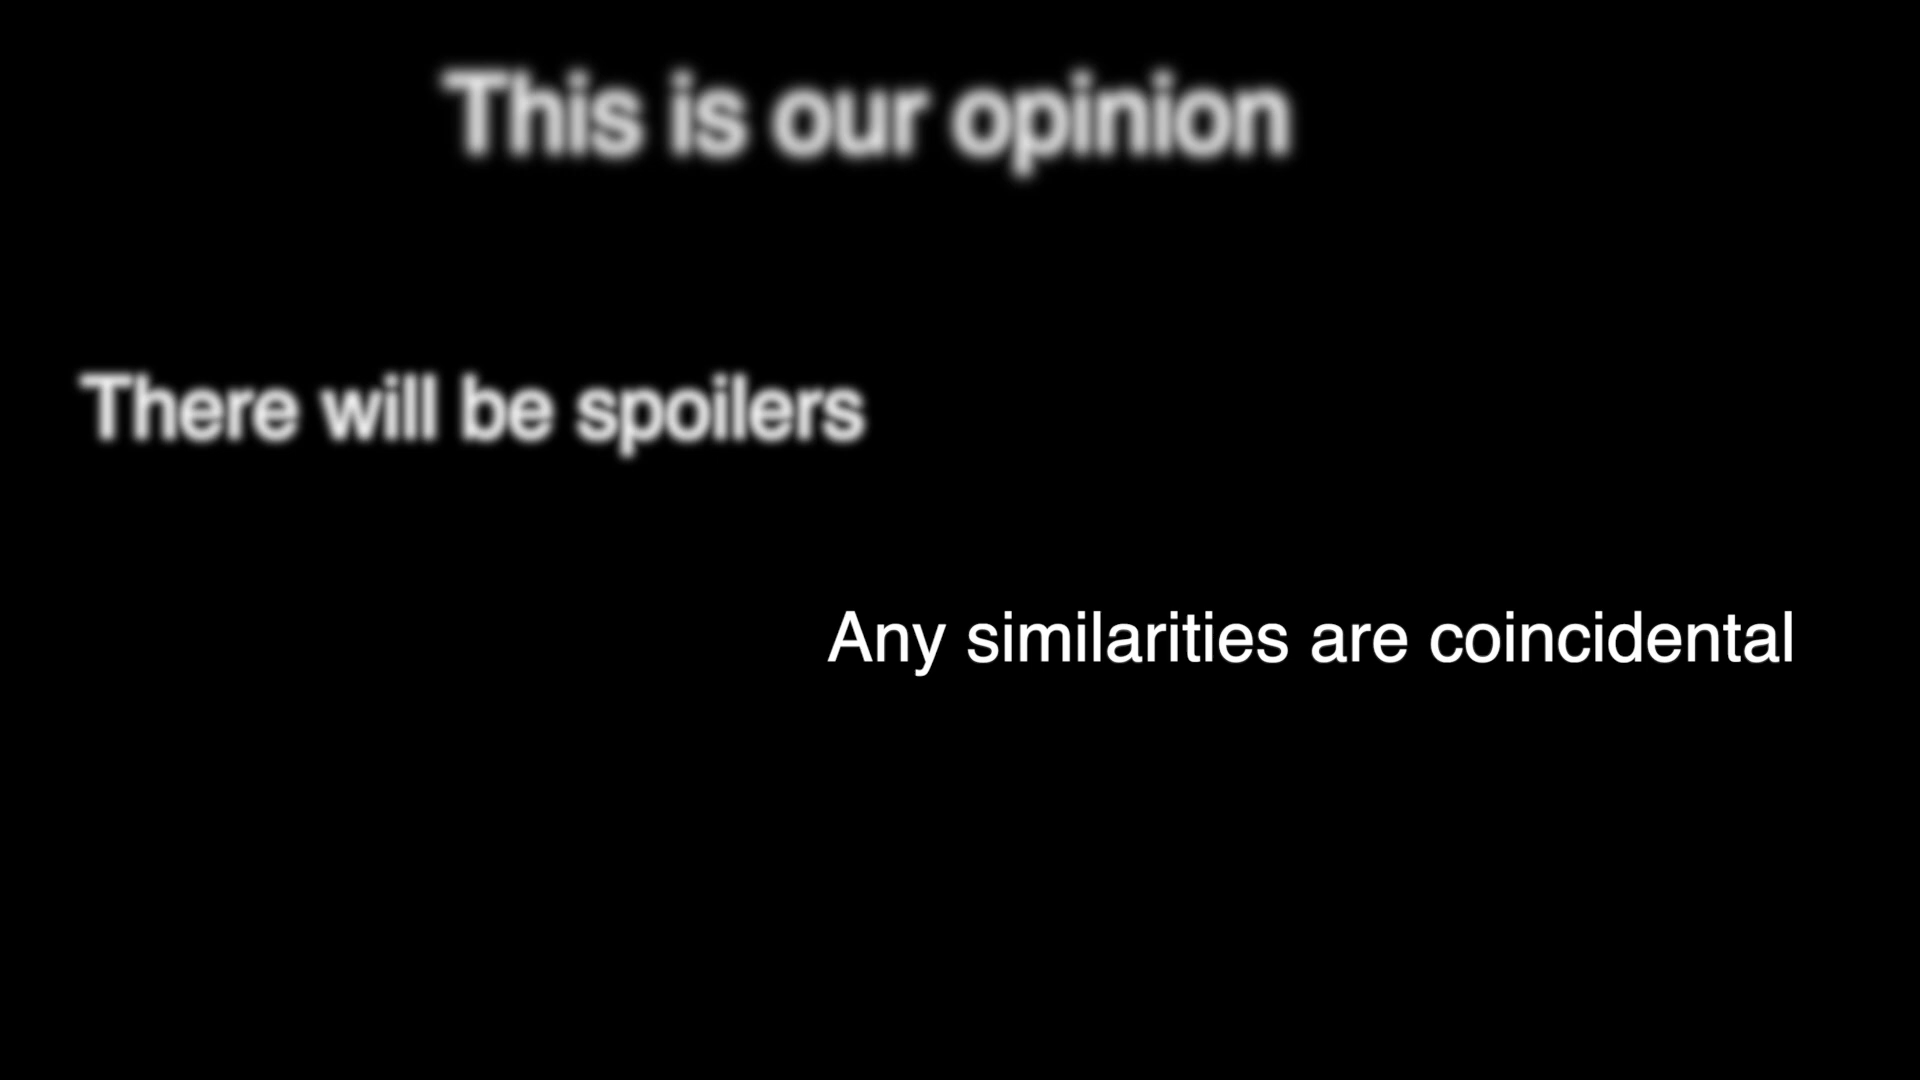 This is our opinion
There will be spoilers
Any similarities are coincidental